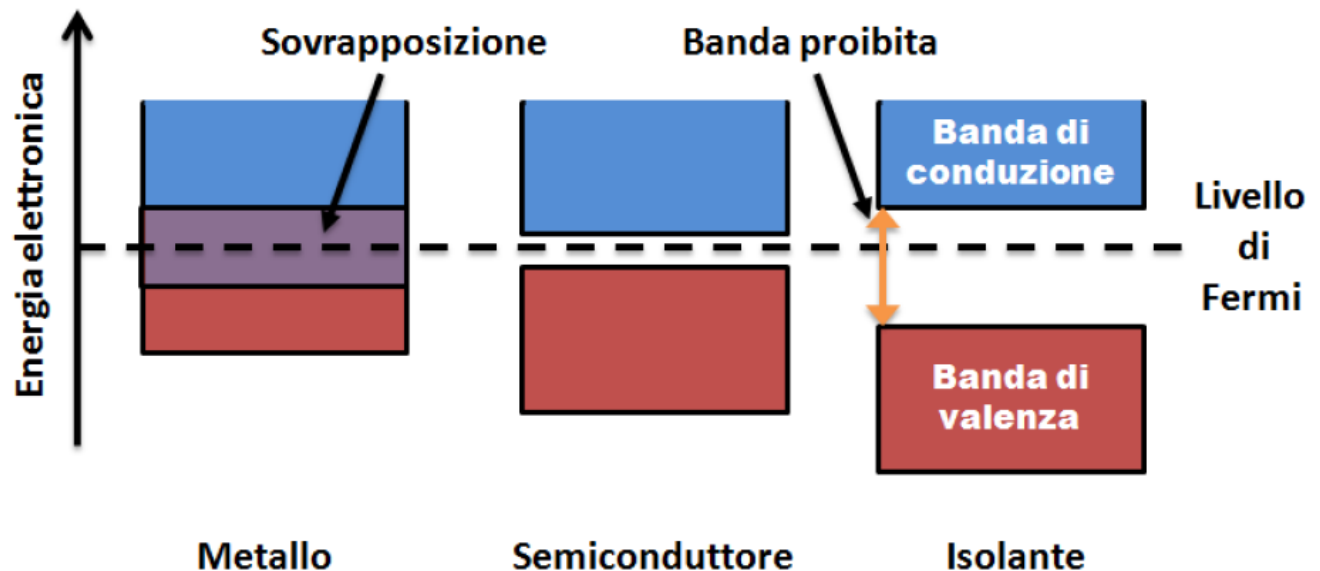 Sovrapposizione
Banda proibita
Energia elettronica
Banda di
conduzione
Livello
di
Fermi
Banda di
valenza
Metallo
Semiconduttore
Isolante